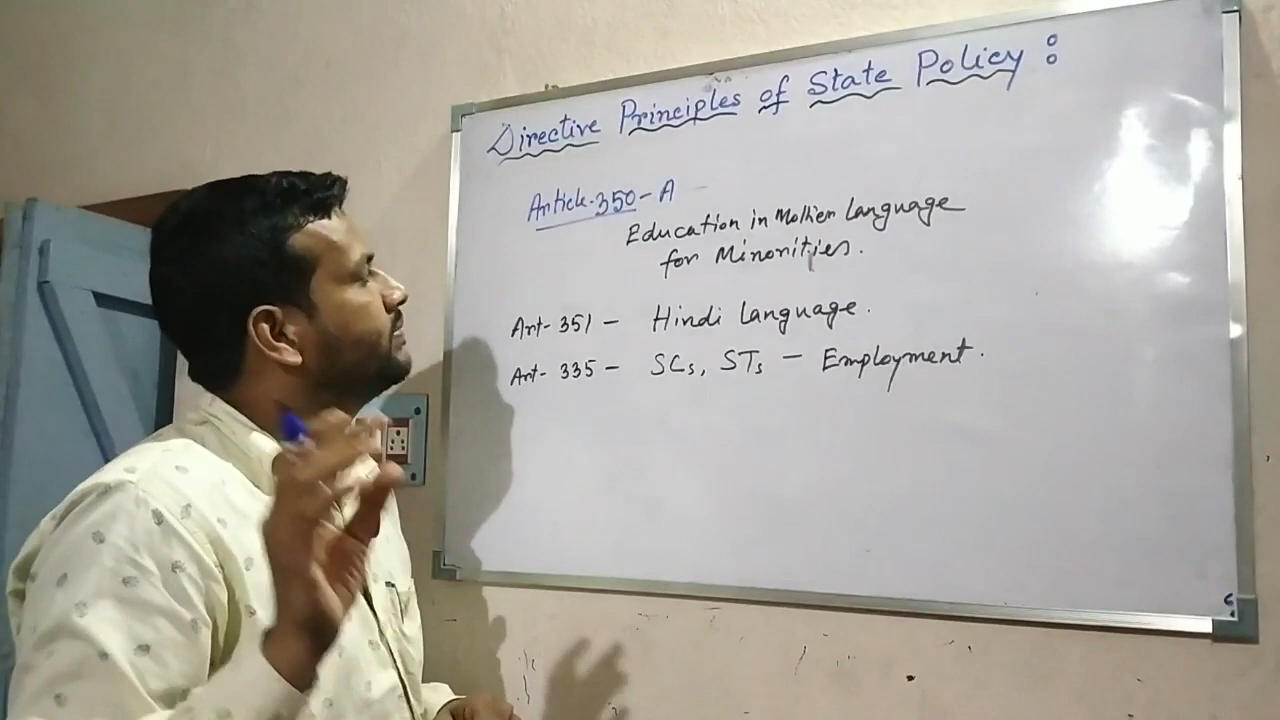 Directive Principles of State Policy :
Article-350-A
Education in Mother Language
for Minorities.
Art- 351 - Hindi Language.
Art- 335 - SCs, STs - Employment.